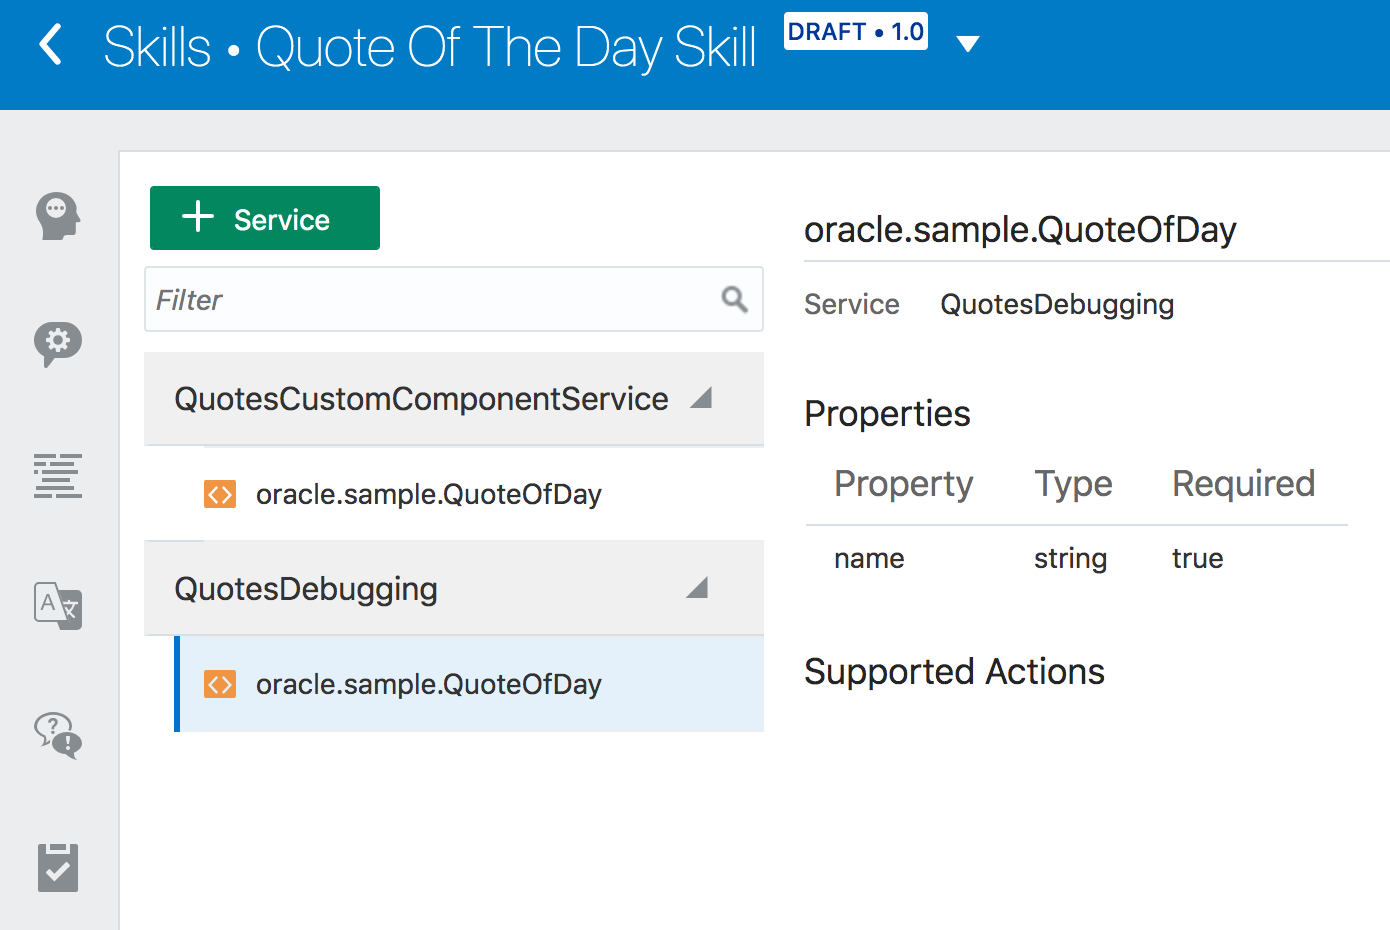 Skills • Quote Of The Day Skill
DRAFT • 1.0
+ Service
Filter
QuotesCustomComponentService
oracle.sample.QuoteOfDay
QuotesDebugging
oracle.sample.QuoteOfDay
oracle.sample.QuoteOfDay
Service QuotesDebugging
Properties
Property Type Required
name string true
Supported Actions
A 文
? !